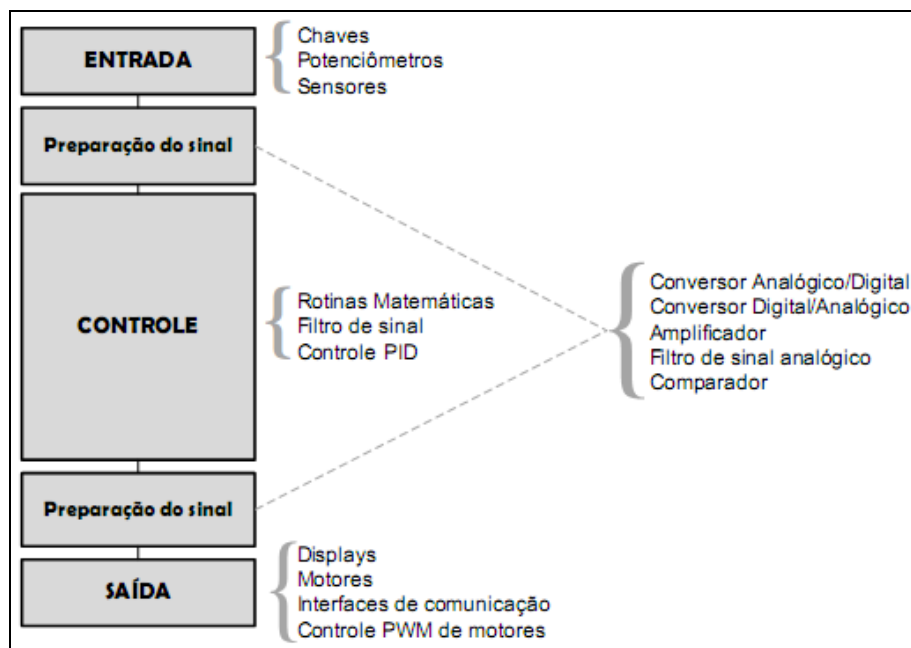 ENTRADA
Chaves
Potenciômetros
Sensores
Preparação do sinal
CONTROLE
Rotinas Matemáticas
Filtro de sinal
Controle PID
Conversor Analógico/Digital
Conversor Digital/Analógico
Amplificador
Filtro de sinal analógico
Comparador
Preparação do sinal
SAÍDA
Displays
Motores
Interfaces de comunicação
Controle PWM de motores